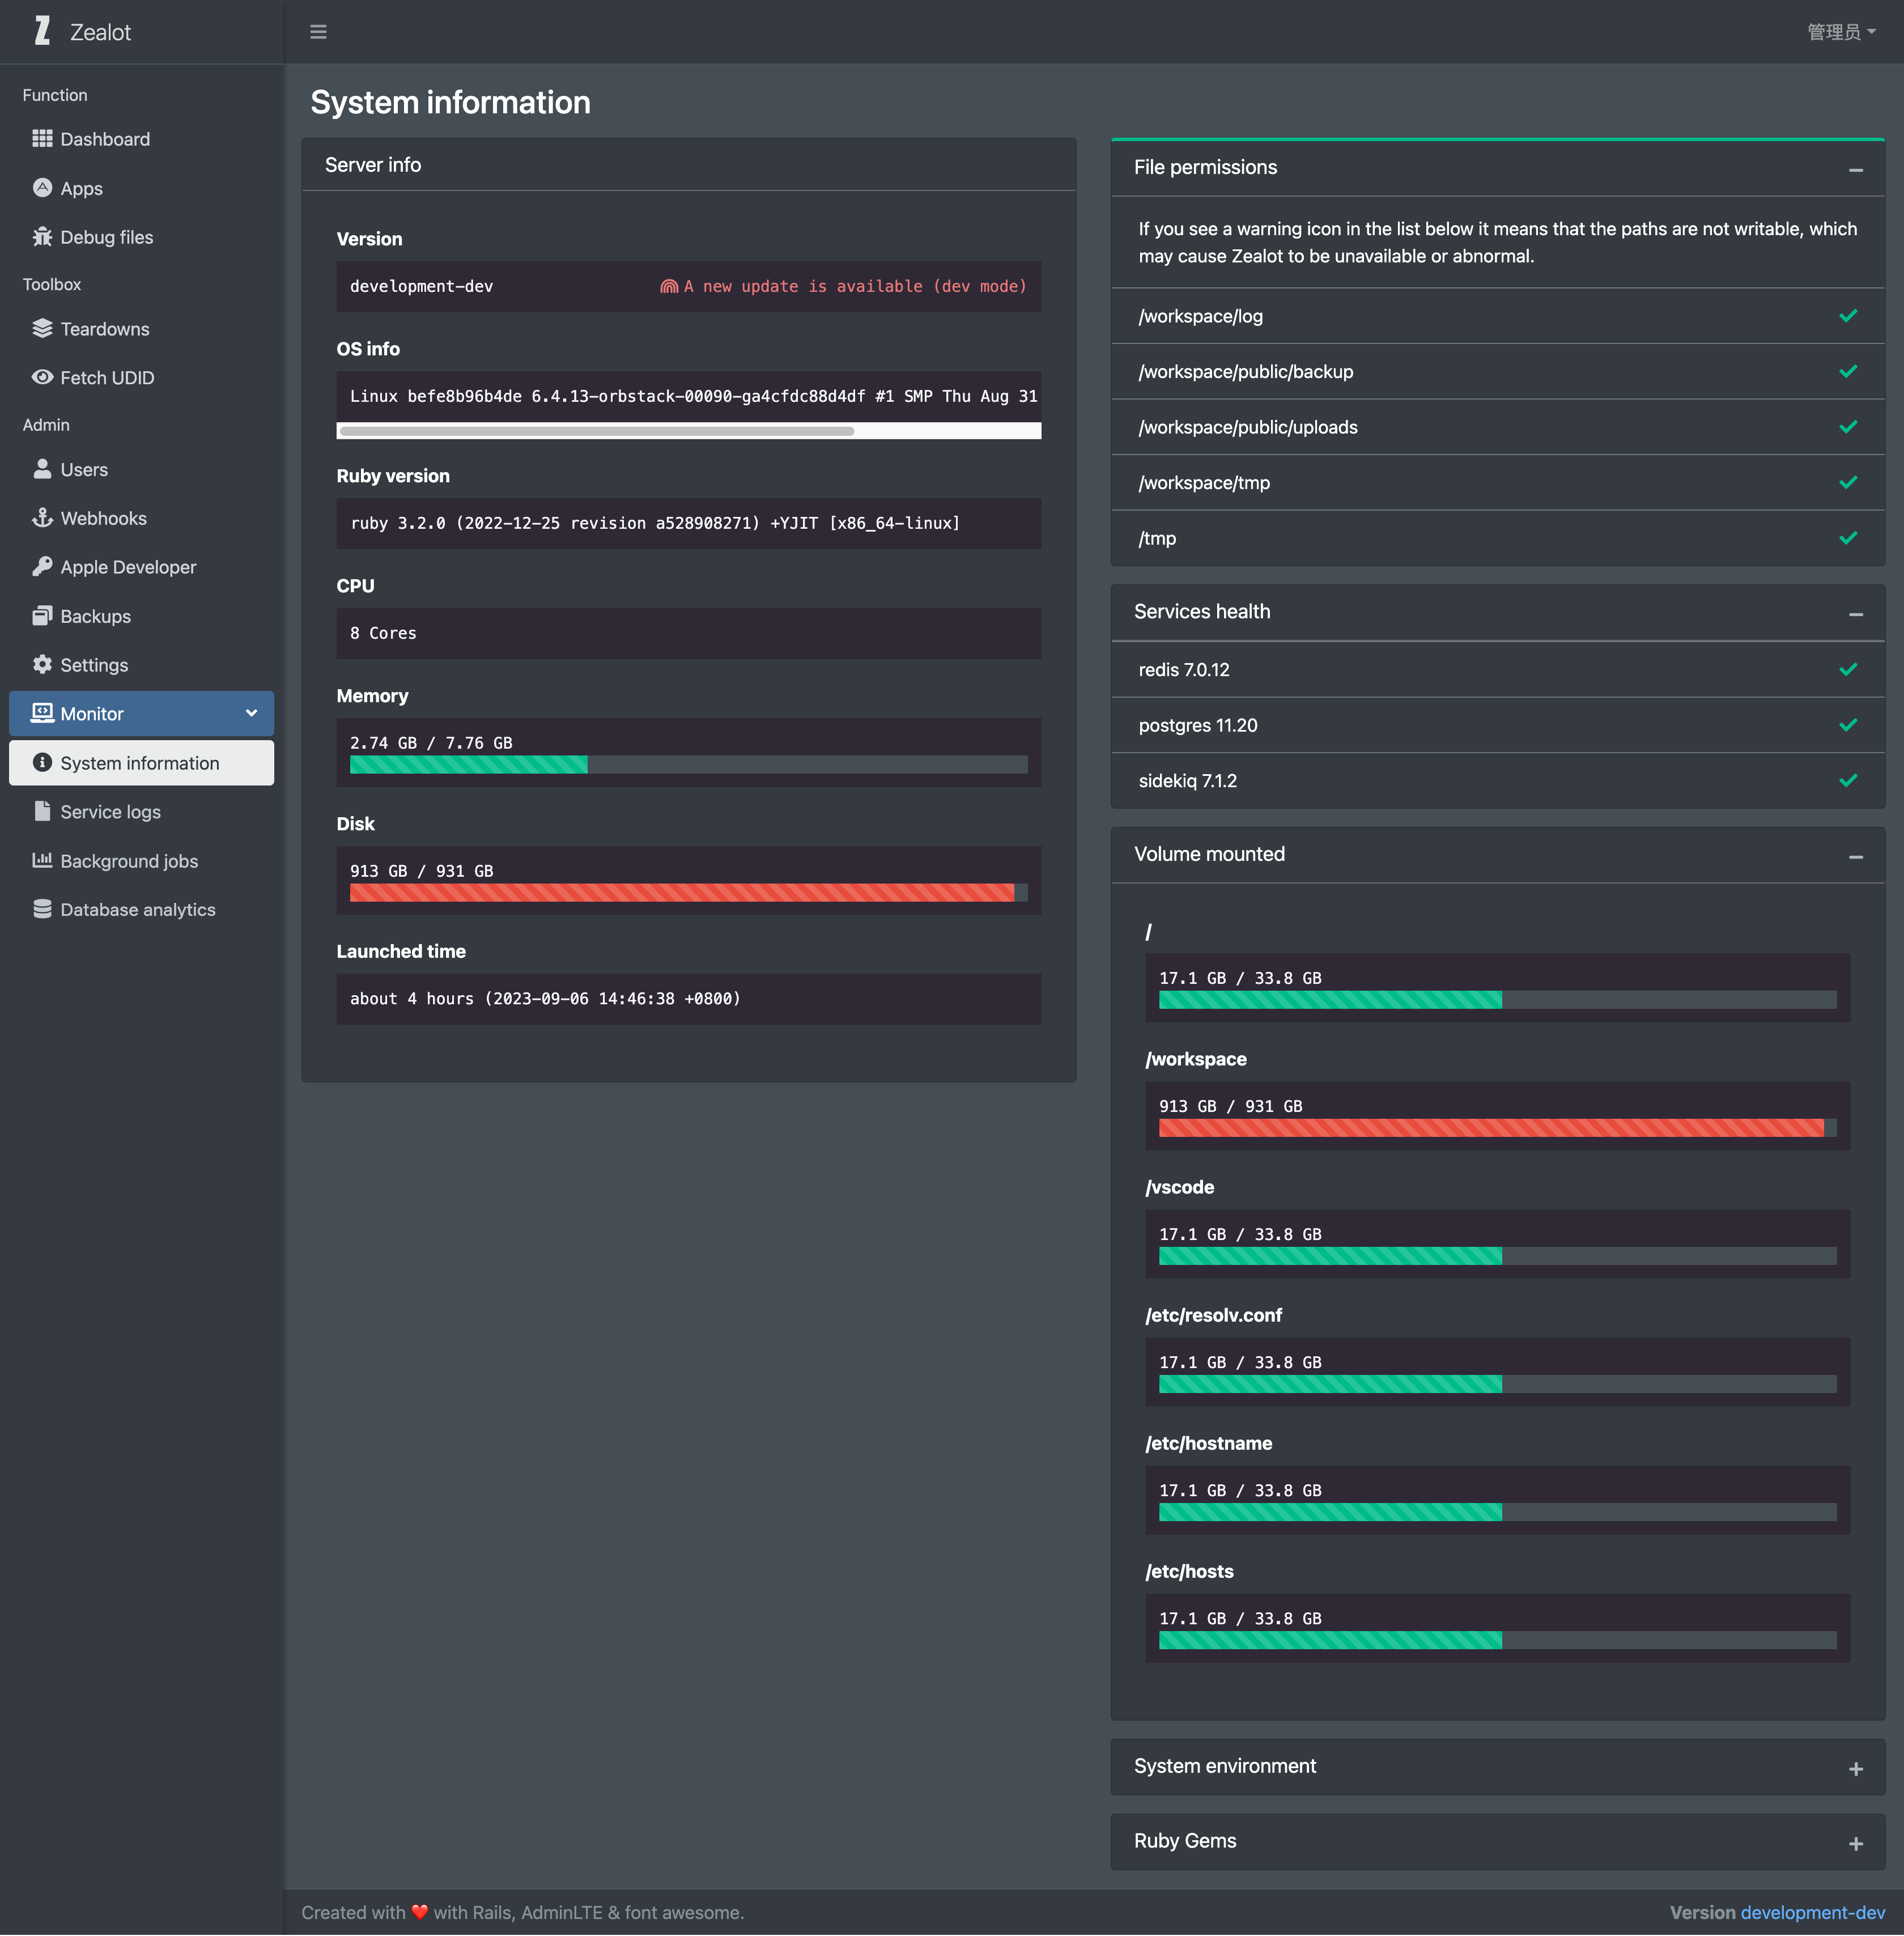 Zealot
管理员
Function
Dashboard
Apps
Debug files
Toolbox
Teardowns
Fetch UDID
Admin
Users
Webhooks
Apple Developer
Backups
Settings
Monitor
System information
Service logs
Background jobs
Database analytics
System information
Server info
Version
development-dev
A new update is available (dev mode)
OS info
Linux befe8b96b4de 6.4.13-orbstack-00090-ga4cfdc88d4df #1 SMP Thu Aug 31
Ruby version
ruby 3.2.0 (2022-12-25 revision a528908271) +YJIT [x86_64-linux]
CPU
8 Cores
Memory
2.74 GB / 7.76 GB
Disk
913 GB / 931 GB
Launched time
about 4 hours (2023-09-06 14:46:38 +0800)
File permissions
If you see a warning icon in the list below it means that the paths are not writable, which
may cause Zealot to be unavailable or abnormal.
/workspace/log
/workspace/public/backup
/workspace/public/uploads
/workspace/tmp
/tmp
Services health
redis 7.0.12
postgres 11.20
sidekiq 7.1.2
Volume mounted
/
17.1 GB / 33.8 GB
/workspace
913 GB / 931 GB
/vscode
17.1 GB / 33.8 GB
/etc/resolv.conf
17.1 GB / 33.8 GB
/etc/hostname
17.1 GB / 33.8 GB
/etc/hosts
17.1 GB / 33.8 GB
System environment
Ruby Gems
Created with ❤️ with Rails, AdminLTE & font awesome.
Version development-dev